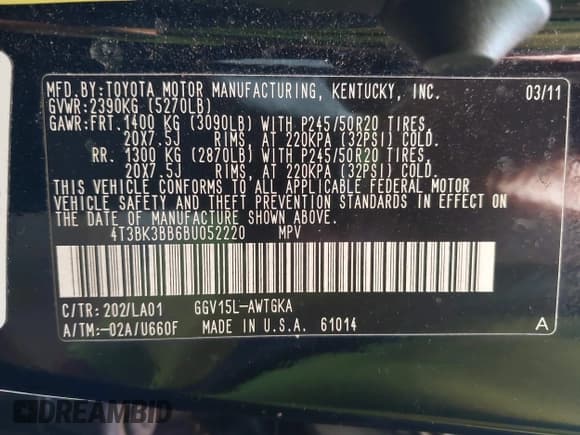 MFD.BY:TOYOTA MOTOR MANUFACTURING, KENTUCKY, INC. 03/11
GVWR:2390KG (5270LB)
GAWR:FRT.1400 KG (3090LB) WITH P245/50R20 TIRES,
20X7.5J RIMS, AT 220KPA (32PSI) COLD.
RR. 1300 KG (2870LB) WITH P245/50R20 TIRES,
20X7.5J RIMS, AT 220KPA (32PSI) COLD.
THIS VEHICLE CONFORMS TO ALL APPLICABLE FEDERAL MOTOR
VEHICLE SAFETY AND THEFT PREVENTION STANDARDS IN EFFECT ON
THE DATE OF MANUFACTURE SHOWN ABOVE.
4T3BK3BB6BU052220 MPV
C/TR:202/LA01 GGV15L-AWTGKA
A/TM:-02A/U660F MADE IN U.S.A. 61014 A
DREAMBID